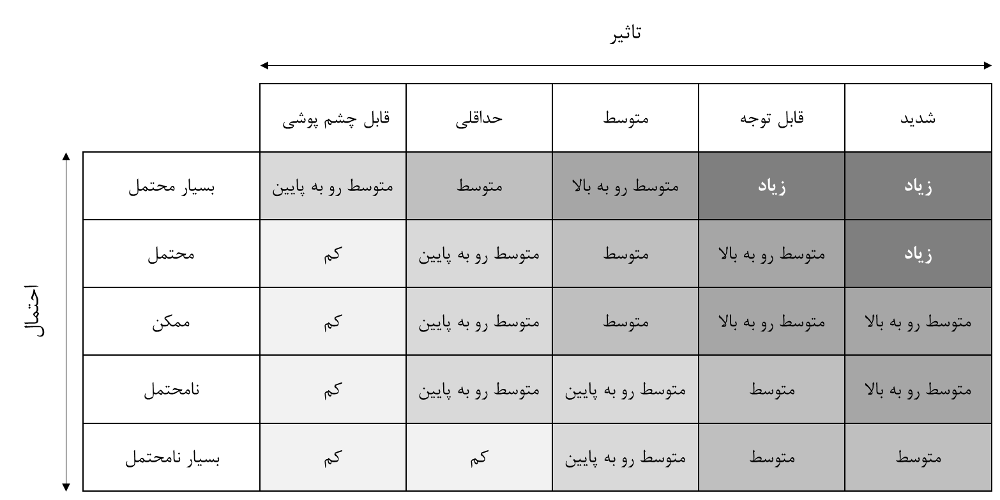 تاثیر
قابل چشم پوشی حداقلی متوسط قابل توجه شدید
احتمال
بسیار محتمل متوسط رو به پایین متوسط متوسط رو به بالا زیاد زیاد
محتمل کم متوسط رو به پایین متوسط متوسط رو به بالا زیاد
ممکن کم متوسط رو به پایین متوسط متوسط رو به بالا متوسط رو به بالا
نامحتمل کم متوسط رو به پایین متوسط رو به پایین متوسط متوسط رو به بالا
بسیار نامحتمل کم کم متوسط رو به پایین متوسط متوسط